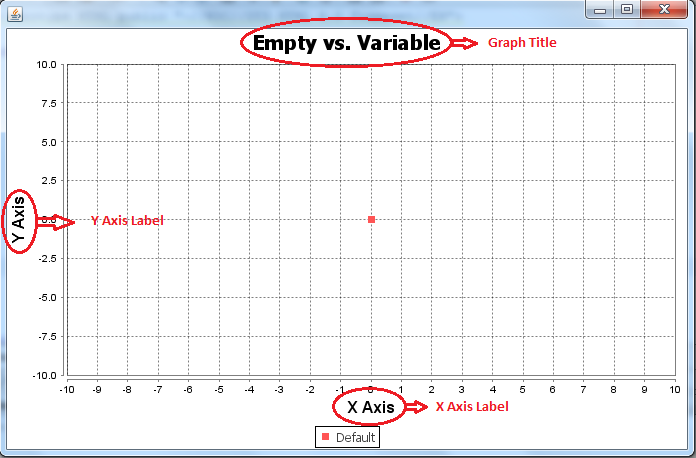 Empty vs. Variable Graph Title
10.0
7.5
5.0
2.5
Y Axis 0.0 Y Axis Label
-2.5
-5.0
-7.5
-10.0
-10 -9 -8 -7 -6 -5 -4 -3 -2 -1 0 1 2 3 4 5 6 7 8 9 10
X Axis X Axis Label
Default